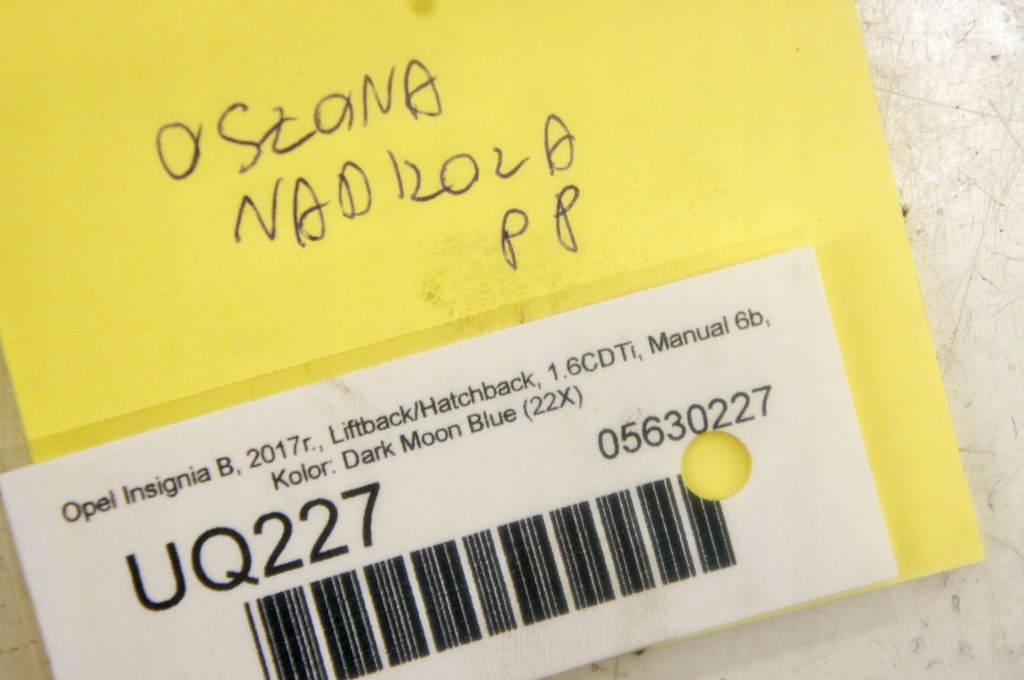 OSŁONA
NADKOLA
PP
Opel Insignia B, 2017r., Liftback/Hatchback, 1.6CDTi, Manual 6b,
Kolor: Dark Moon Blue (22X)
05630227
UQ227